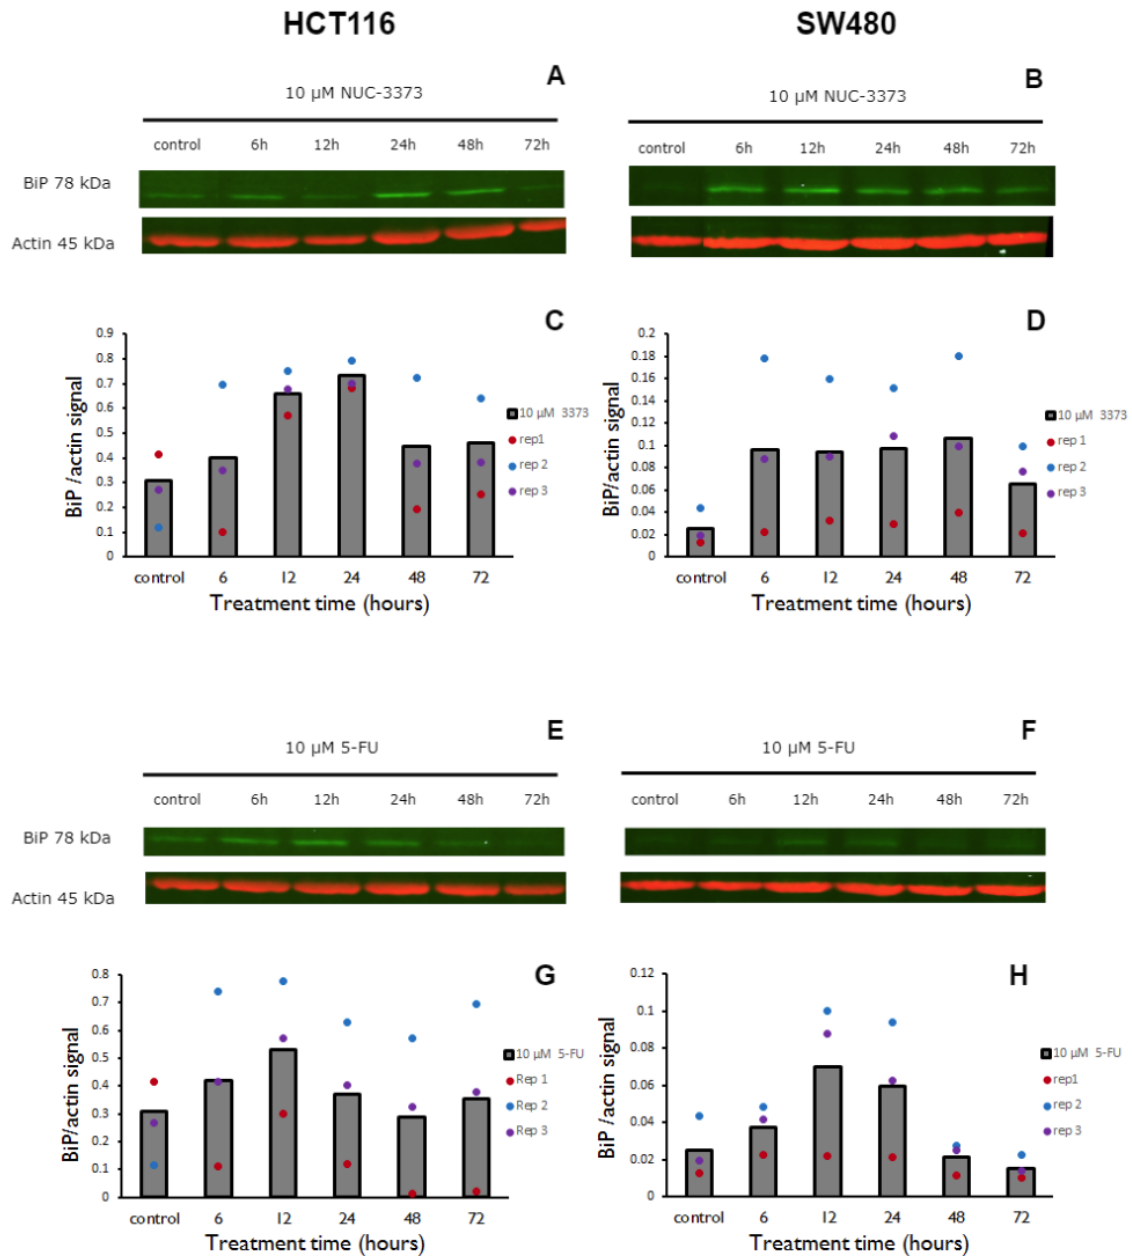 HCT116
SW480
A
10 μM NUC-3373
control 6h 12h 24h 48h 72h
BiP 78 kDa
Actin 45 kDa
B
10 μM NUC-3373
control 6h 12h 24h 48h 72h
C
0.9
0.8
0.7
0.6
0.5
0.4
0.3
0.2
0.1
0
BiP /actin signal
control 6 12 24 48 72
Treatment time (hours)
10 μM 3373
rep1
rep 2
rep 3
D
0.2
0.18
0.16
0.14
0.12
0.1
0.08
0.06
0.04
0.02
0
BiP/actin signal
control 6 12 24 48 72
Treatment time (hours)
10 μM 3373
rep 1
rep 2
rep 3
E
10 μM 5-FU
control 6h 12h 24h 48h 72h
BiP 78 kDa
Actin 45 kDa
F
10 μM 5-FU
control 6h 12h 24h 48h 72h
G
0.8
0.7
0.6
0.5
0.4
0.3
0.2
0.1
0
BiP/actin signal
control 6 12 24 48 72
Treatment time (hours)
10 μM 5-FU
Rep 1
Rep 2
Rep 3
H
0.12
0.1
0.08
0.06
0.04
0.02
0
BiP /actin signal
control 6 12 24 48 72
Treatment time (hours)
10 μM 5-FU
rep1
rep 2
rep 3